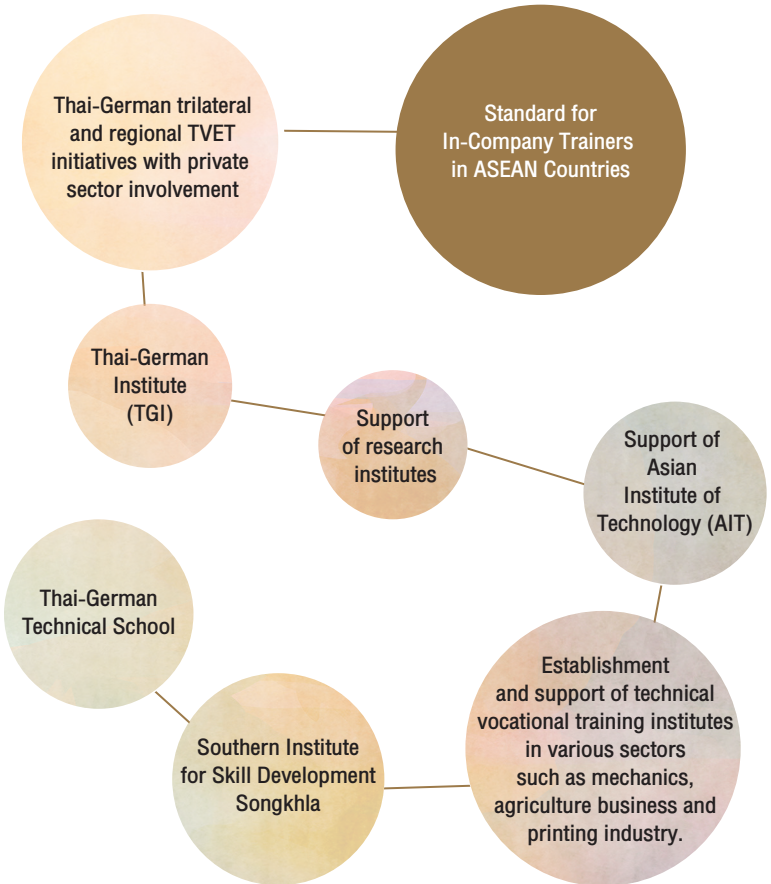 Thai-German trilateral
and regional TVET
initiatives with private
sector involvement
Standard for
In-Company Trainers
in ASEAN Countries
Thai-German
Institute
(TGI)
Support
of research
institutes
Support of
Asian
Institute of
Technology (AIT)
Thai-German
Technical School
Southern Institute
for Skill Development
Songkhla
Establishment
and support of technical
vocational training institutes
in various sectors
such as mechanics,
agriculture business and
printing industry.